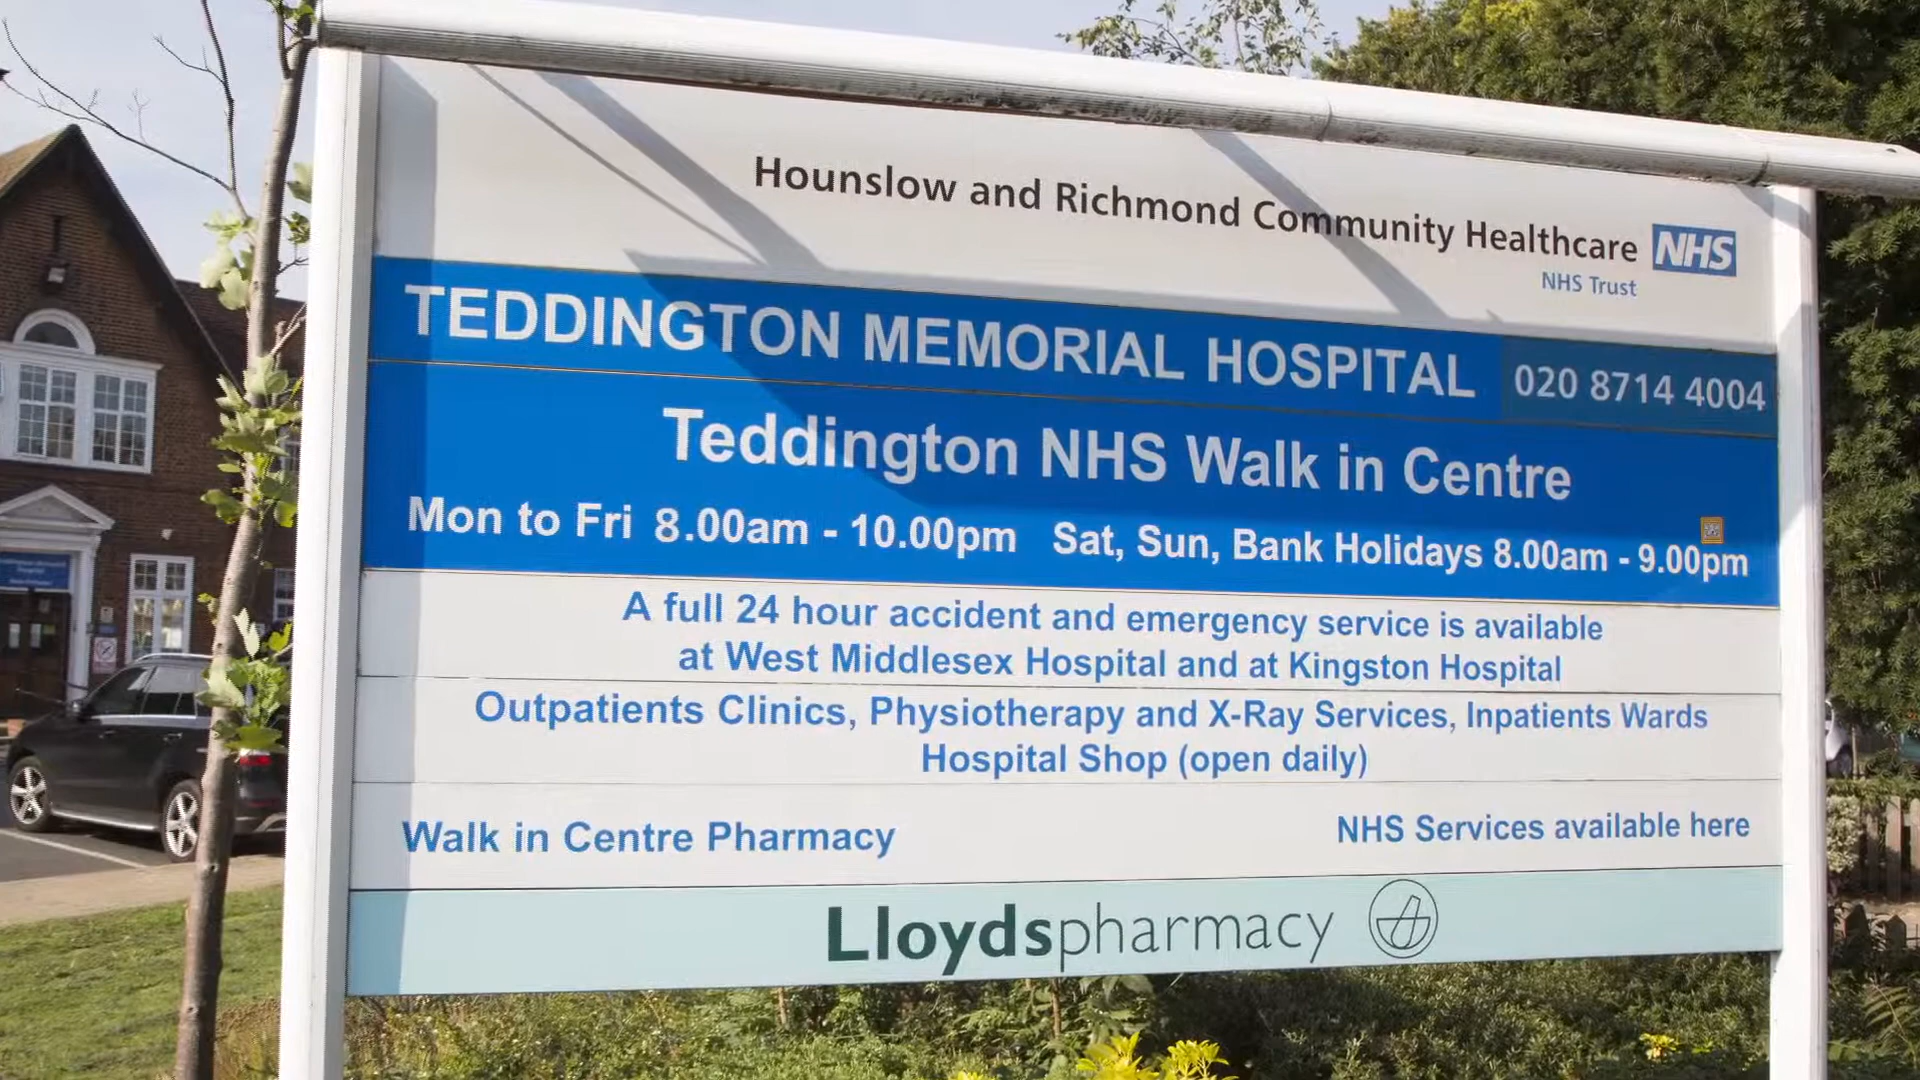 Hounslow and Richmond Community Healthcare NHS
NHS Trust
TEDDINGTON MEMORIAL HOSPITAL 020 8714 4004
Teddington NHS Walk in Centre
Mon to Fri 8.00am - 10.00pm Sat, Sun, Bank Holidays 8.00am - 9.00pm
A full 24 hour accident and emergency service is available
at West Middlesex Hospital and at Kingston Hospital
Outpatients Clinics, Physiotherapy and X-Ray Services, Inpatients Wards
Hospital Shop (open daily)
Walk in Centre Pharmacy
NHS Services available here
Lloydspharmacy